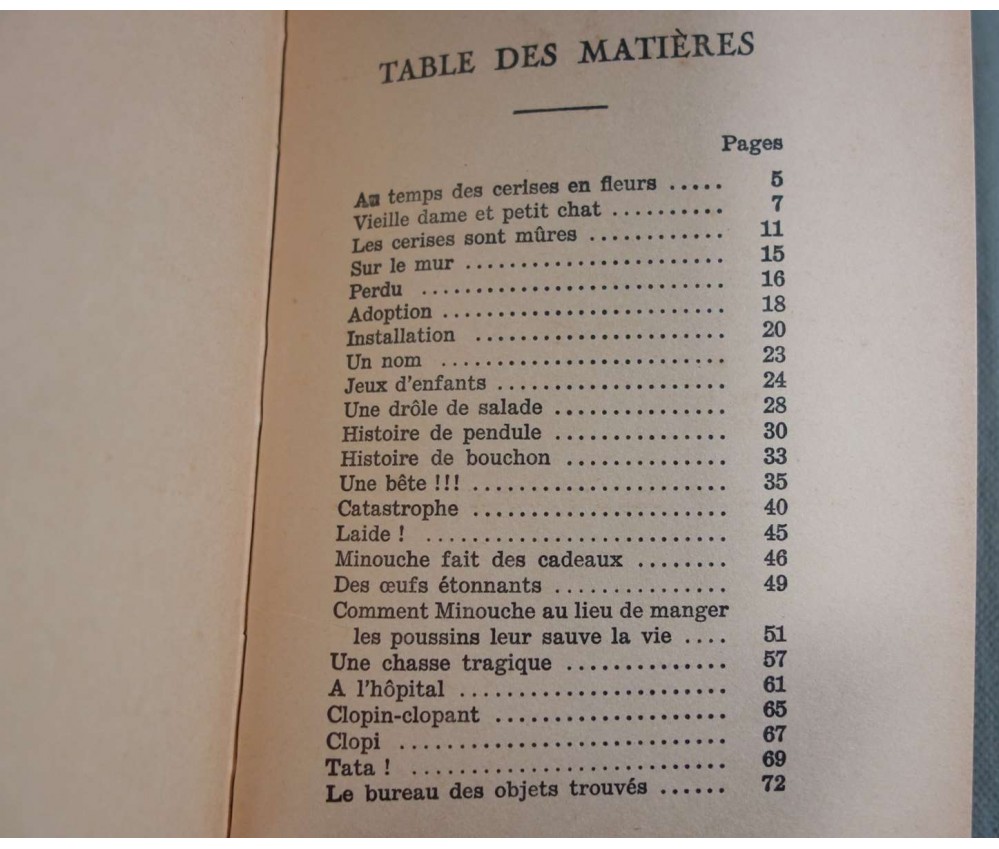 TABLE DES MATIÈRES
Pages
Au temps des cerises en fleurs ..... 5
Vieille dame et petit chat .......... 7
Les cerises sont mûres ............ 11
Sur le mur ....................... 15
Perdu ........................... 16
Adoption ......................... 18
Installation ..................... 20
Un nom ......................... 23
Jeux d'enfants .................... 24
Une drôle de salade ............... 28
Histoire de pendule ............... 30
Histoire de bouchon .............. 33
Une bête !!! ...................... 35
Catastrophe ...................... 40
Laide ! .......................... 45
Minouche fait des cadeaux ........ 46
Des œufs étonnants ............... 49
Comment Minouche au lieu de manger
les poussins leur sauve la vie .... 51
Une chasse tragique .............. 57
A l'hôpital ....................... 61
Clopin-clopant .................... 65
Clopi ............................ 67
Tata ! ........................... 69
Le bureau des objets trouvés ...... 72